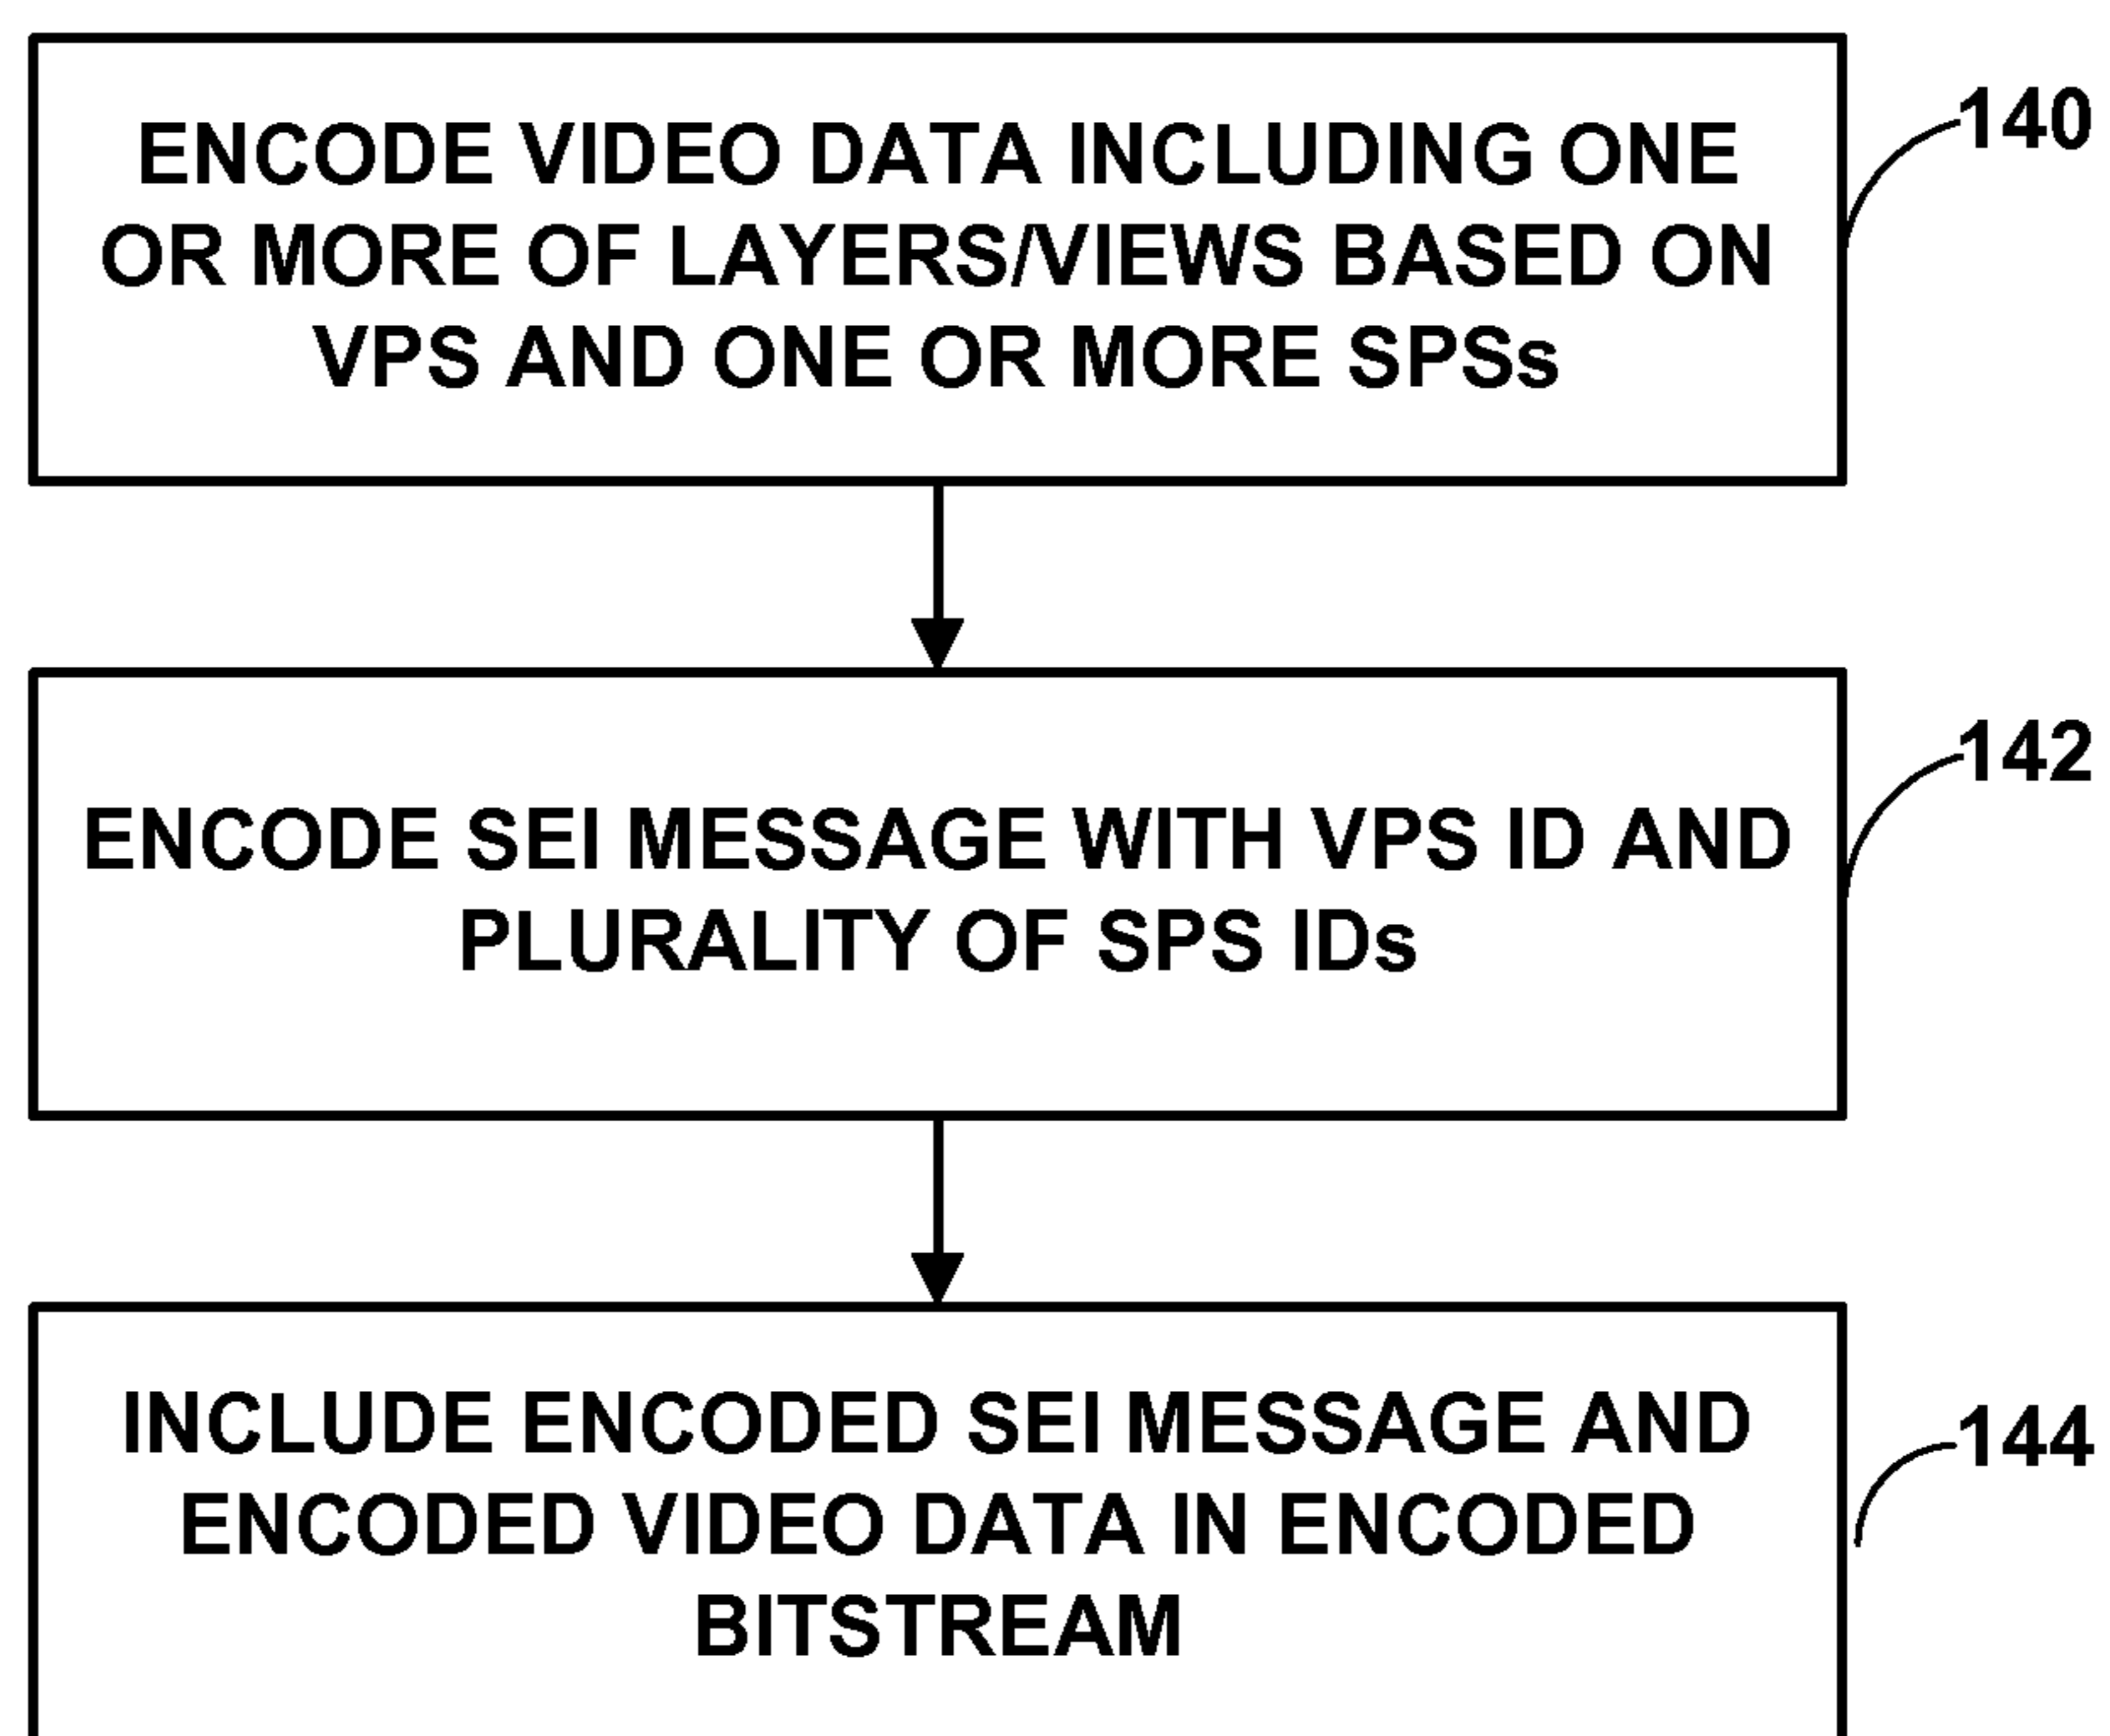 ENCODE VIDEO DATA INCLUDING ONE
OR MORE OF LAYERS/VIEWS BASED ON
VPS AND ONE OR MORE SPSs
140
ENCODE SEI MESSAGE WITH VPS ID AND
PLURALITY OF SPS IDs
142
INCLUDE ENCODED SEI MESSAGE AND
ENCODED VIDEO DATA IN ENCODED
BITSTREAM
144